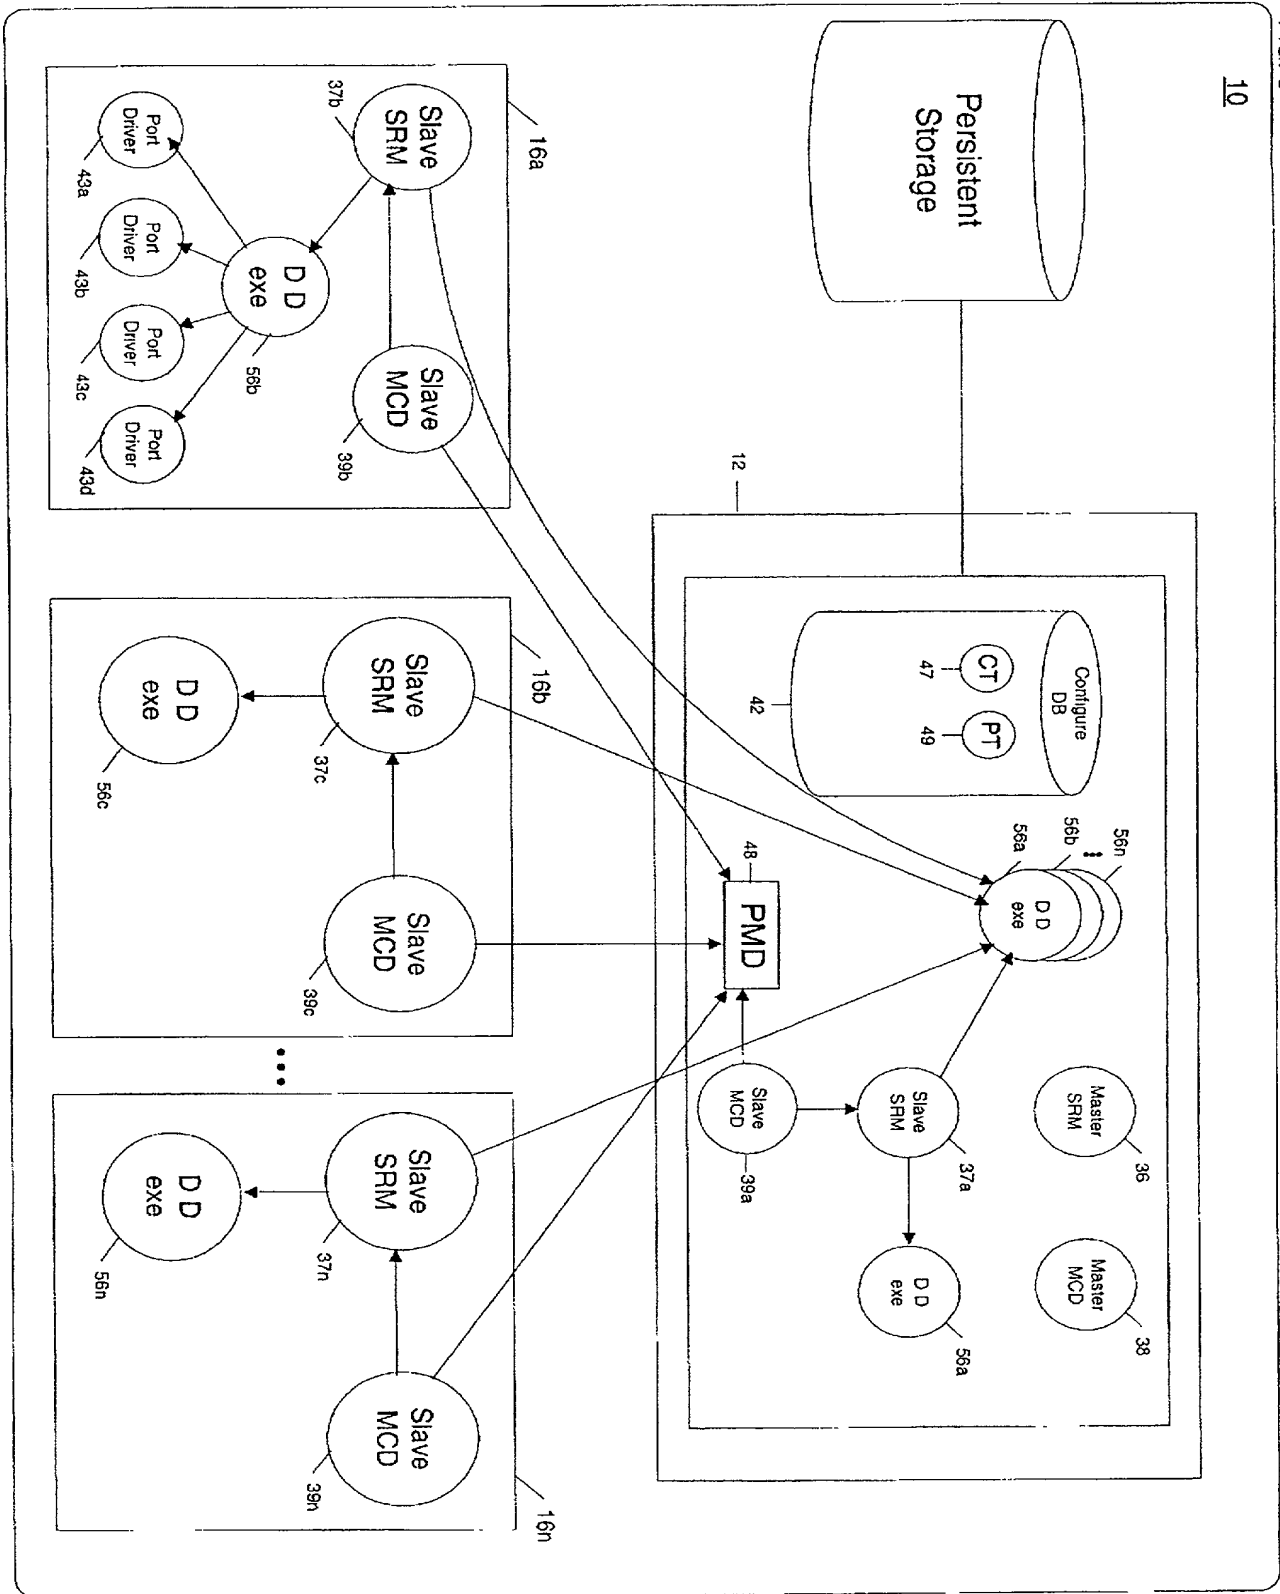 10
Persistent
Storage
12
Configure
DB
CT
47
PT
49
42
56n
56b
56a
D D
exe
Master
SRM
36
Master
MCD
38
Slave
SRM
37a
D D
exe
56a
48
PMD
Slave
MCD
39a
16a
Slave
SRM
37b
Slave
MCD
39b
D D
exe
56b
Port
Driver
43a
Port
Driver
43b
Port
Driver
43c
Port
Driver
43d
16b
Slave
SRM
37c
Slave
MCD
39c
D D
exe
56c
16n
Slave
SRM
37n
Slave
MCD
39n
D D
exe
56n